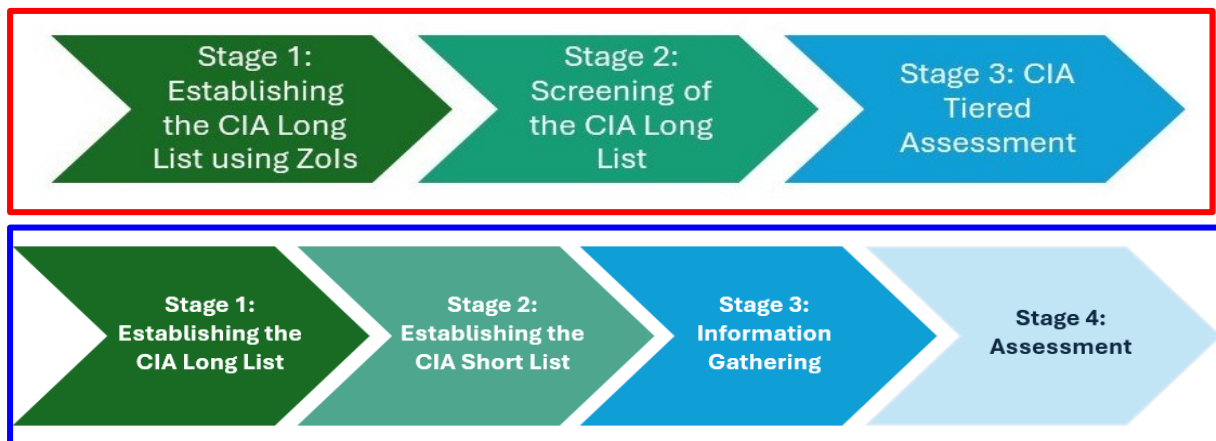 Stage 1:
Establishing
the CIA Long
List using ZoIs
Stage 2:
Screening of
the CIA Long
List
Stage 3: CIA
Tiered
Assessment
Stage 1:
Establishing the
CIA Long List
Stage 2:
Establishing the
CIA Short List
Stage 3:
Information
Gathering
Stage 4:
Assessment